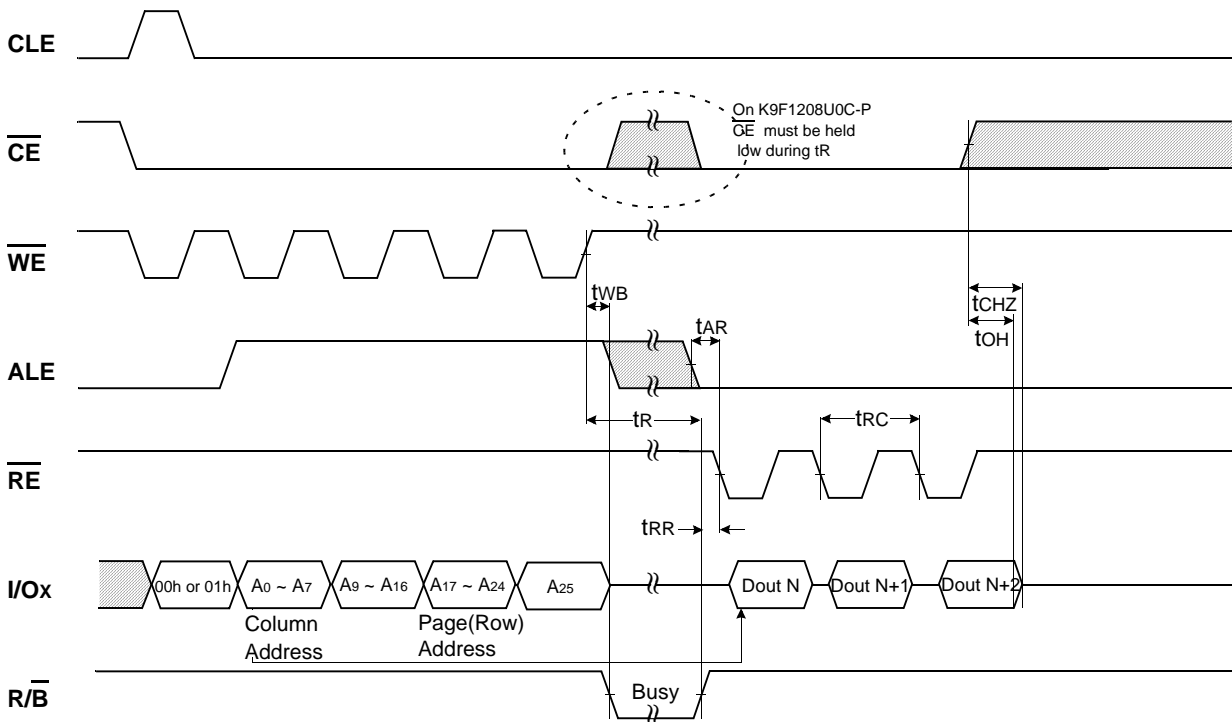 CLE
On K9F1208U0C-P
CE must be held
low during tR
CE
WE
tWB
tCHZ
tAR
tOH
ALE
tR
tRC
RE
tRR
I/Ox
00h or 01h
A0 ~ A7
A9 ~ A16
A17 ~ A24
A25
Dout N
Dout N+1
Dout N+2
Column
Address
Page(Row)
Address
R/B
Busy